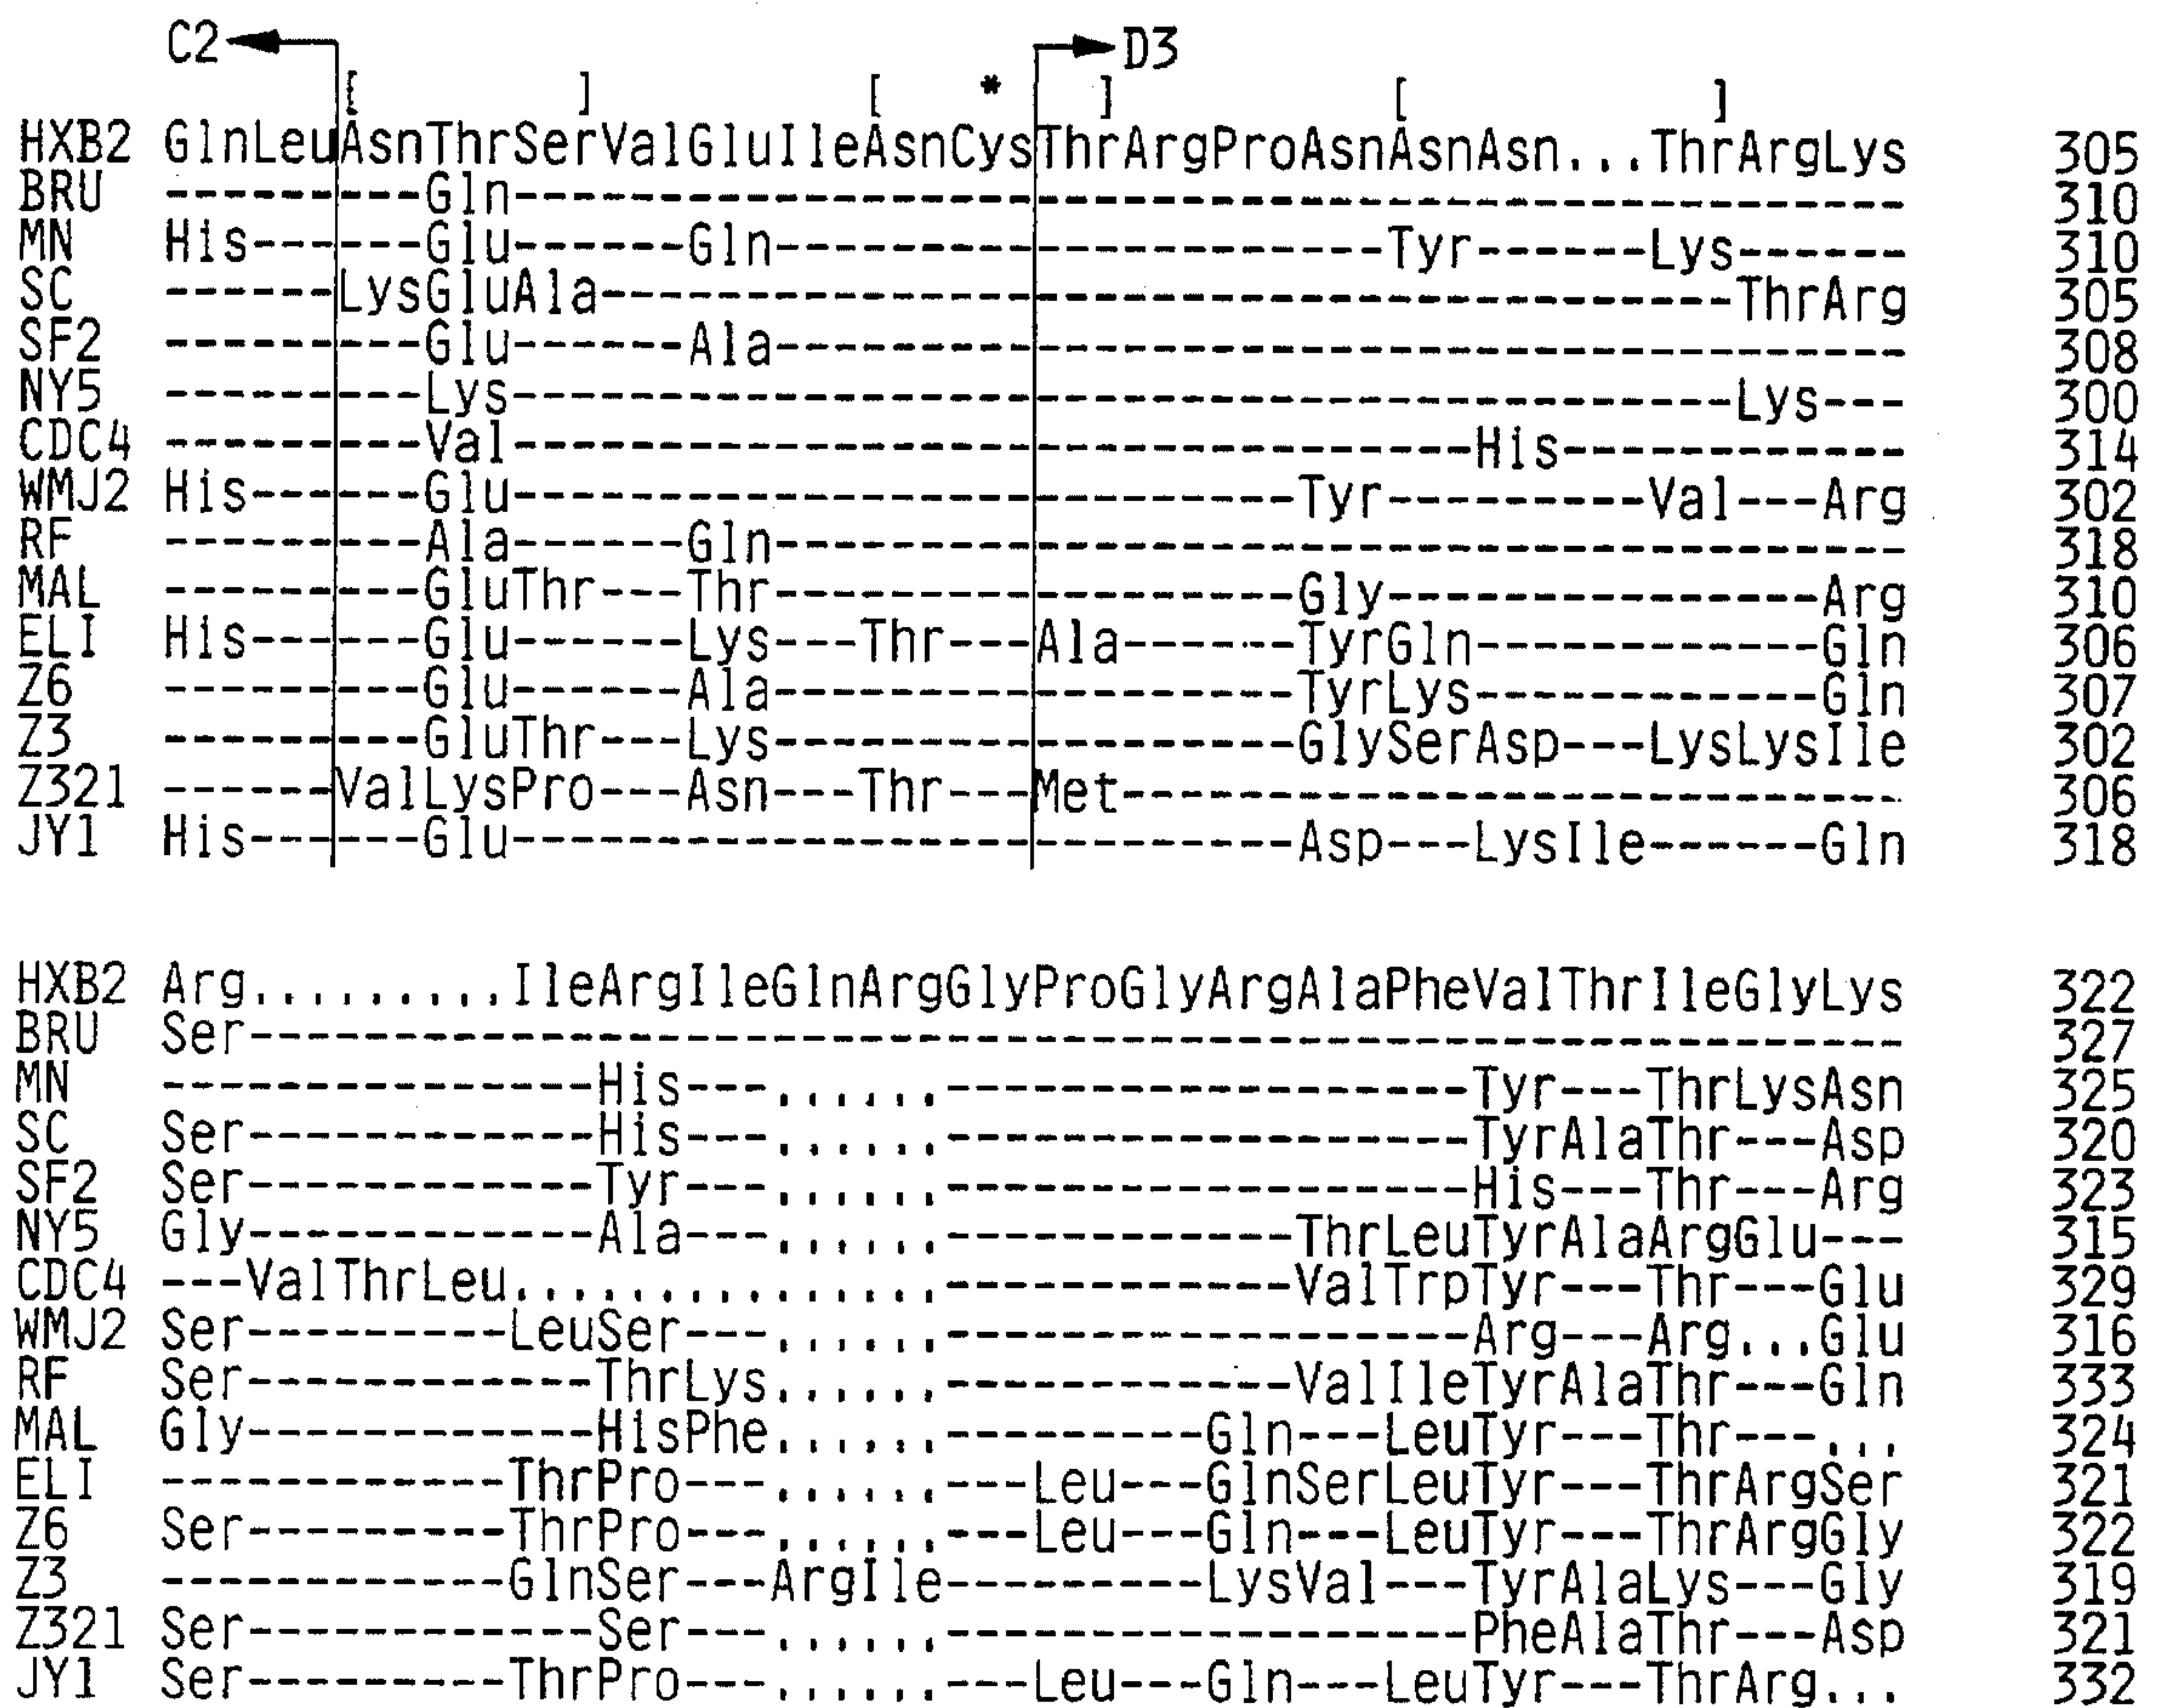 C2 D3
[ ] [ * ] [ ]
HXB2 GlnLeuAsnThrSerValGluIleAsnCysThrArgProAsnAsnAsn...ThrArgLys 305
BRU ---------Gln------------------------------------------------ 310
MN His------Glu------Gln---------------------Tyr------Lys------ 310
SC ------LysGluAla---------------------------------------ThrArg 305
SF2 ---------Glu------Ala--------------------------------------- 308
NY5 ---------Lys------------------------------------------Lys--- 300
CDC4 ---------Val---------------------------------His------------ 314
WMJ2 His------Glu---------------------------Tyr---------Val---Arg 302
RF ---------Ala------Gln--------------------------------------- 318
MAL ---------GluThr---Thr------------------Gly---------------Arg 310
ELI His------Glu------Lys---Thr---Ala------TyrGln------------Gln 306
Z6 ---------Glu------Ala------------------TyrLys------------Gln 307
Z3 ---------GluThr---Lys------------------GlySerAsp---LysLysIle 302
Z321 ------ValLysPro---Asn---Thr---Met--------------------------- 306
JY1 His------Glu---------------------------Asp---LysIle------Gln 318
HXB2 Arg.........IleArgIleGlnArgGlyProGlyArgAlaPheValThrIleGlyLys 322
BRU Ser--------------------------------------------------------- 327
MN ---------------His---......------------------Tyr---ThrLysAsn 325
SC Ser------------His---......------------------TyrAlaThr---Asp 320
SF2 Ser------------Tyr---......------------------His---Thr---Arg 323
NY5 Gly------------Ala---......------------ThrLeuTyrAlaArgGlu--- 315
CDC4 ---ValThrLeu...............------------ValTrpTyr---Thr---Glu 329
WMJ2 Ser---------LeuSer---......------------------Arg---Arg...Glu 316
RF Ser------------ThrLys......------------ValIleTyrAlaThr---Gln 333
MAL Gly------------HisPhe......---------Gln---LeuTyr---Thr---... 324
ELI ------------ThrPro---......---Leu---GlnSerLeuTyr---ThrArgSer 321
Z6 Ser---------ThrPro---......---Leu---Gln---LeuTyr---ThrArgGly 322
Z3 ------------GlnSer---ArgIle---------LysVal---TyrAlaLys---Gly 319
Z321 Ser------------Ser---......------------------PheAlaThr---Asp 321
JY1 Ser---------ThrPro---......---Leu---Gln---LeuTyr---ThrArg... 332